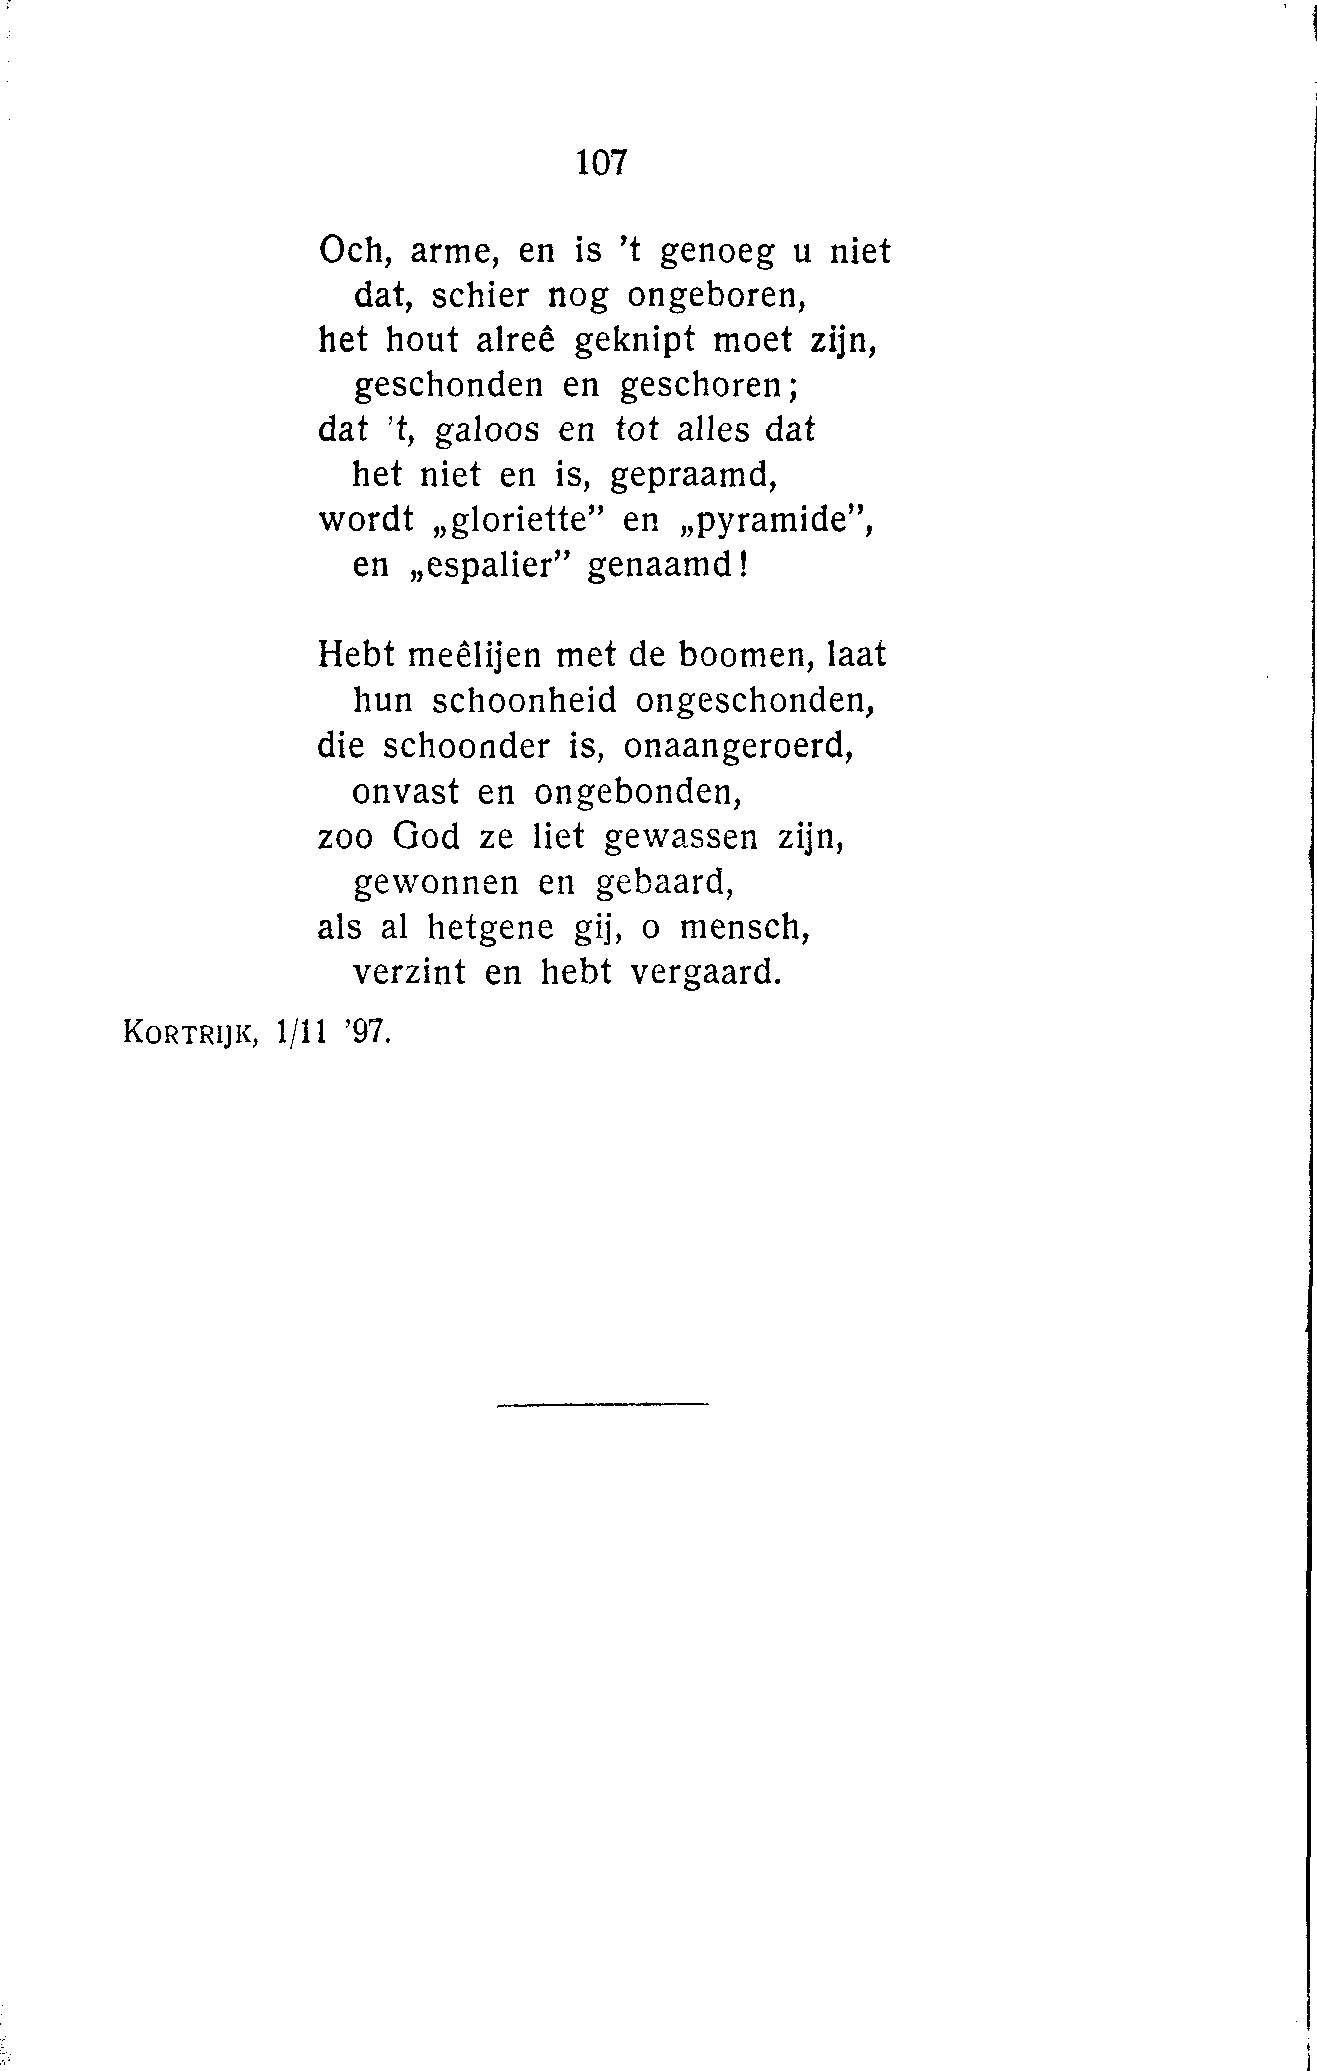 107
Och, arme, en is 't genoeg u niet
dat, schier nog ongeboren,
het hout alreê geknipt moet zijn,
geschonden en geschoren;
dat 't, galoos en tot alles dat
het niet en is, gepraamd,
wordt „gloriette” en „pyramide”,
en „espalier” genaamd!
Hebt meêlijen met de boomen, laat
hun schoonheid ongeschonden,
die schoonder is, onaangeroerd,
onvast en ongebonden,
zoo God ze liet gewassen zijn,
gewonnen en gebaard,
als al hetgene gij, o mensch,
verzint en hebt vergaard.
KORTRIJK, 1/11 '97.